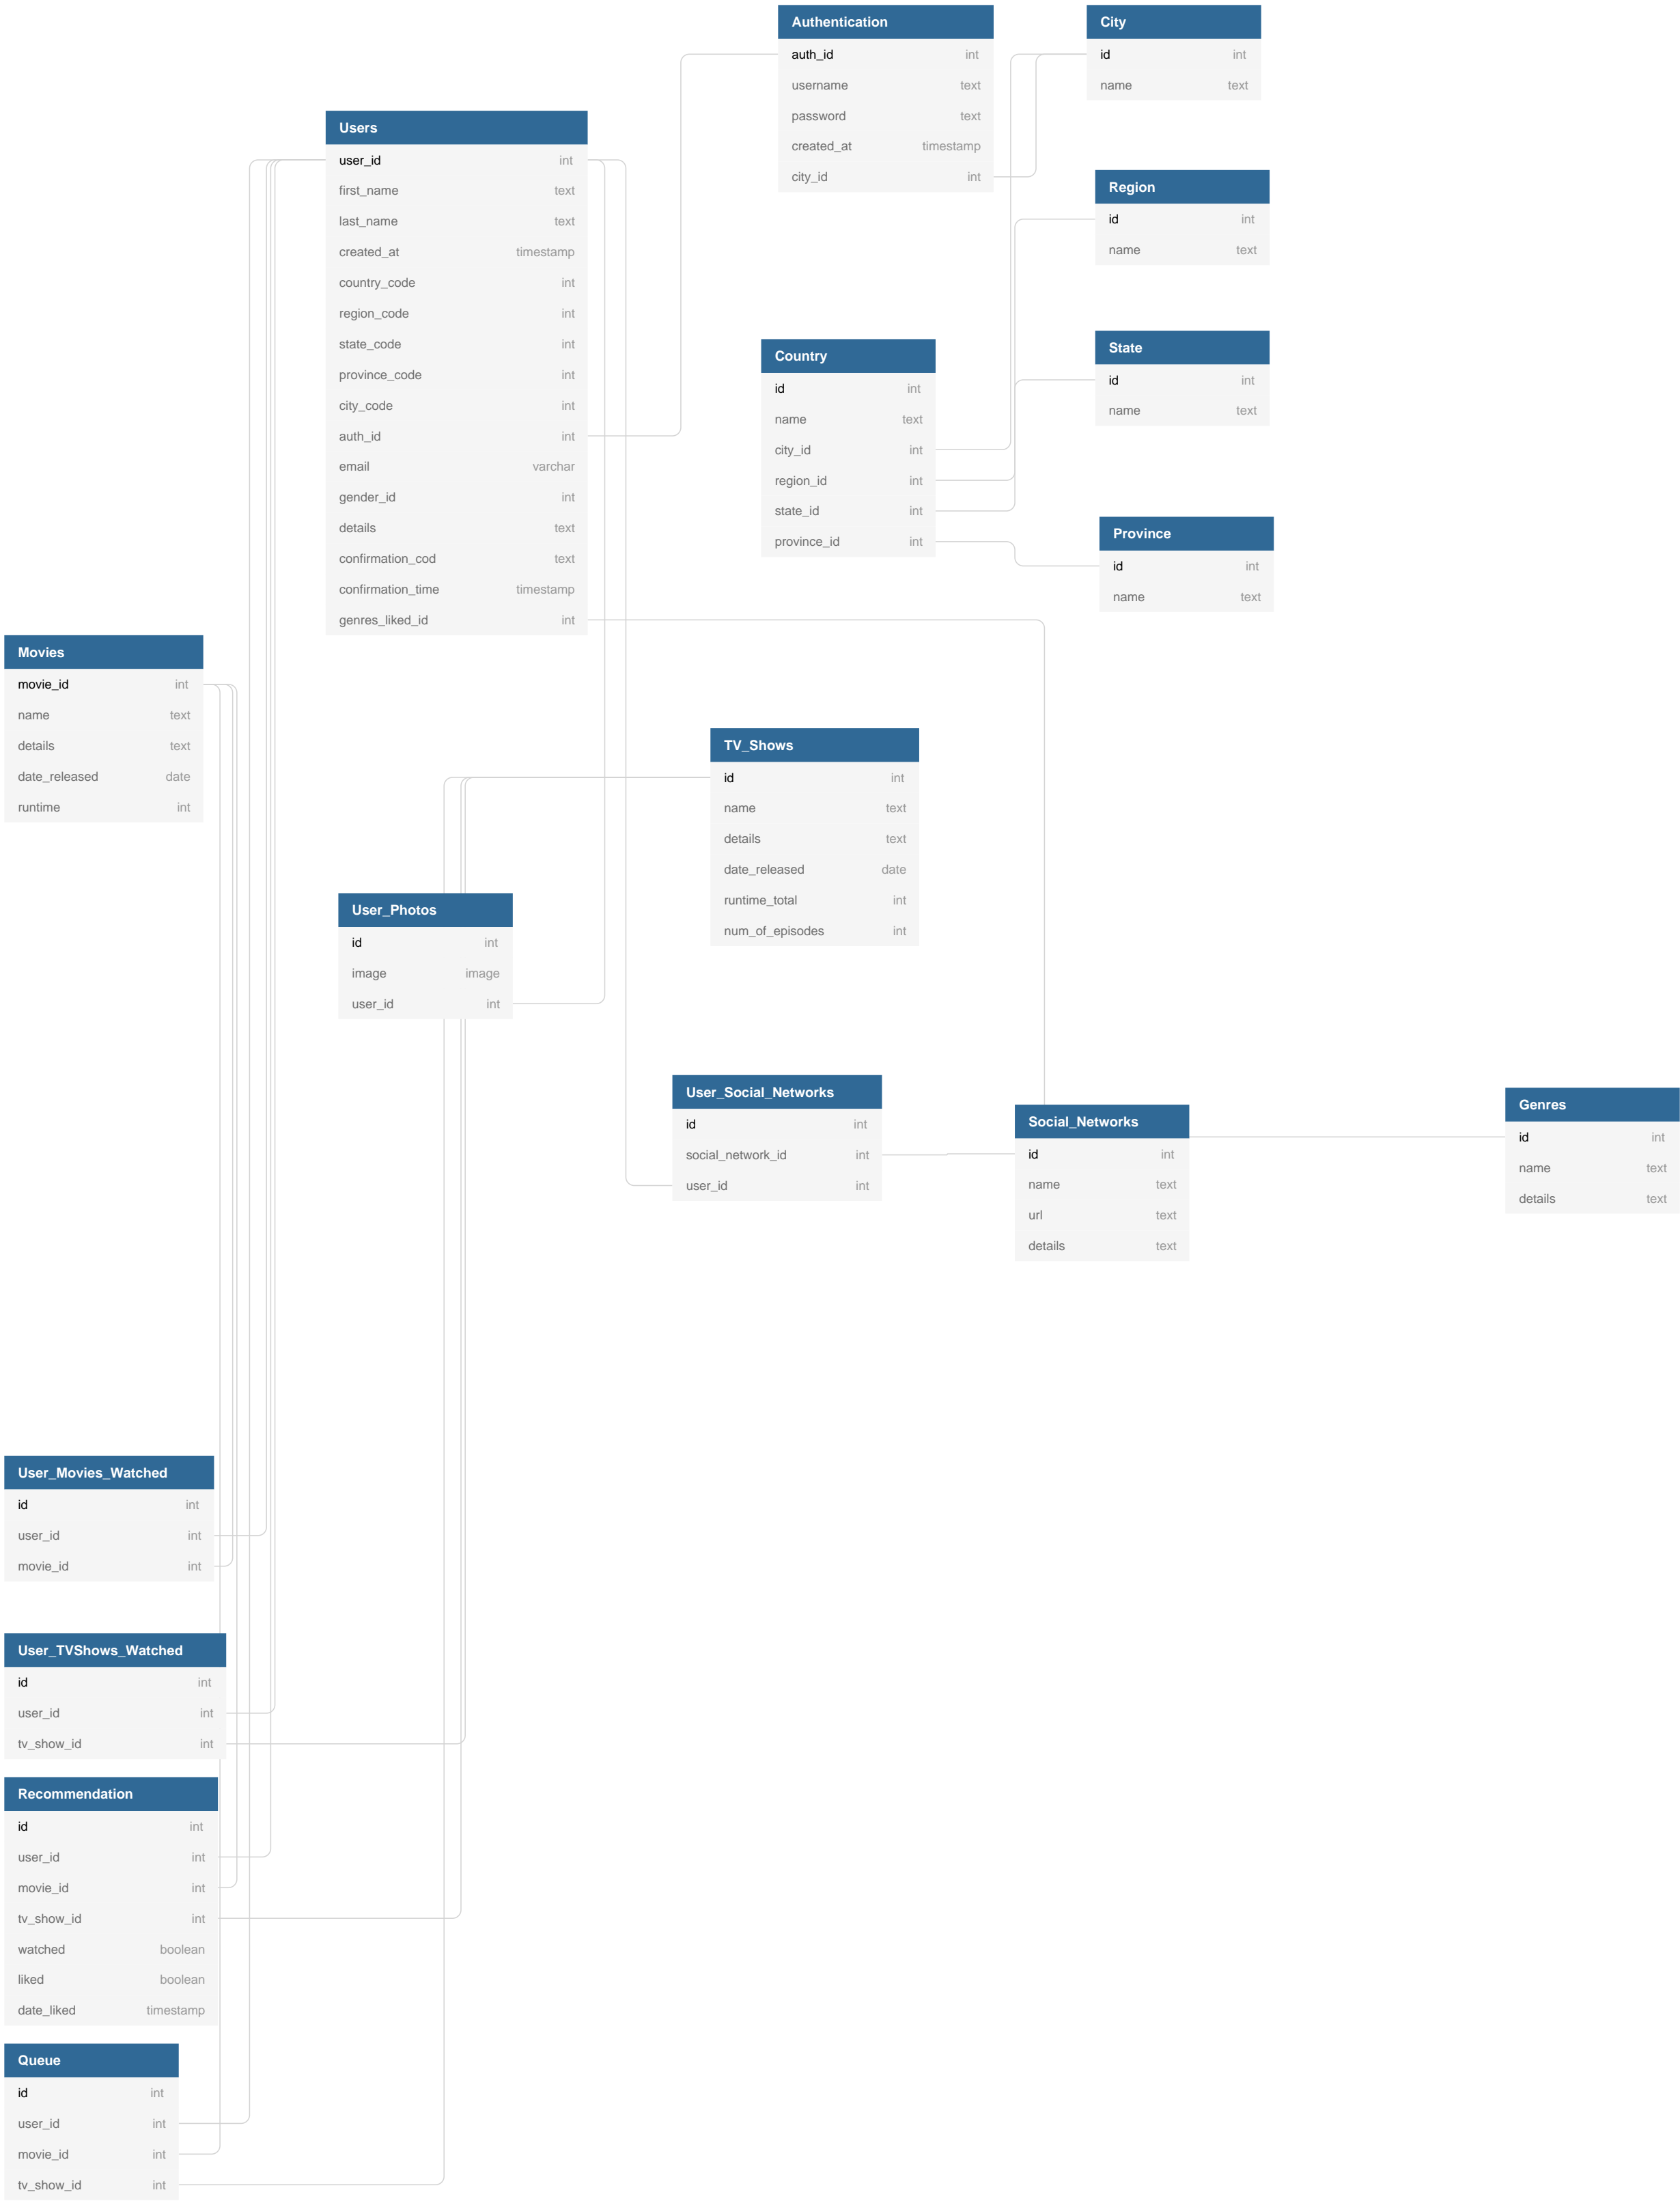 Authentication
auth_id int
username text
password text
created_at timestamp
city_id int
City
id int
name text
Users
user_id int
first_name text
last_name text
created_at timestamp
country_code int
region_code int
state_code int
province_code int
city_code int
auth_id int
email varchar
gender_id int
details text
confirmation_cod text
confirmation_time timestamp
genres_liked_id int
Region
id int
name text
State
id int
name text
Country
id int
name text
city_id int
region_id int
state_id int
province_id int
Province
id int
name text
Movies
movie_id int
name text
details text
date_released date
runtime int
TV_Shows
id int
name text
details text
date_released date
runtime_total int
num_of_episodes int
User_Photos
id int
image image
user_id int
User_Social_Networks
id int
social_network_id int
user_id int
Social_Networks
id int
name text
url text
details text
Genres
id int
name text
details text
User_Movies_Watched
id int
user_id int
movie_id int
User_TVShows_Watched
id int
user_id int
tv_show_id int
Recommendation
id int
user_id int
movie_id int
tv_show_id int
watched boolean
liked boolean
date_liked timestamp
Queue
id int
user_id int
movie_id int
tv_show_id int